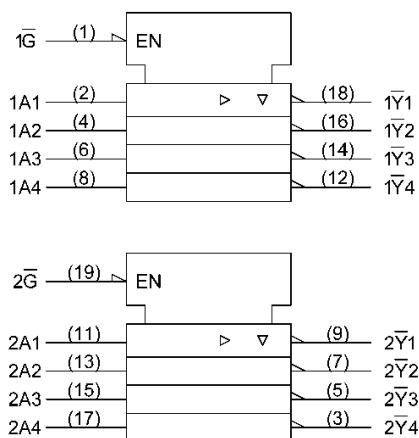 1G̅ (1) EN
1A1 (2) (18) 1Y̅1
1A2 (4) (16) 1Y̅2
1A3 (6) (14) 1Y̅3
1A4 (8) (12) 1Y̅4
2G̅ (19) EN
2A1 (11) (9) 2Y̅1
2A2 (13) (7) 2Y̅2
2A3 (15) (5) 2Y̅3
2A4 (17) (3) 2Y̅4